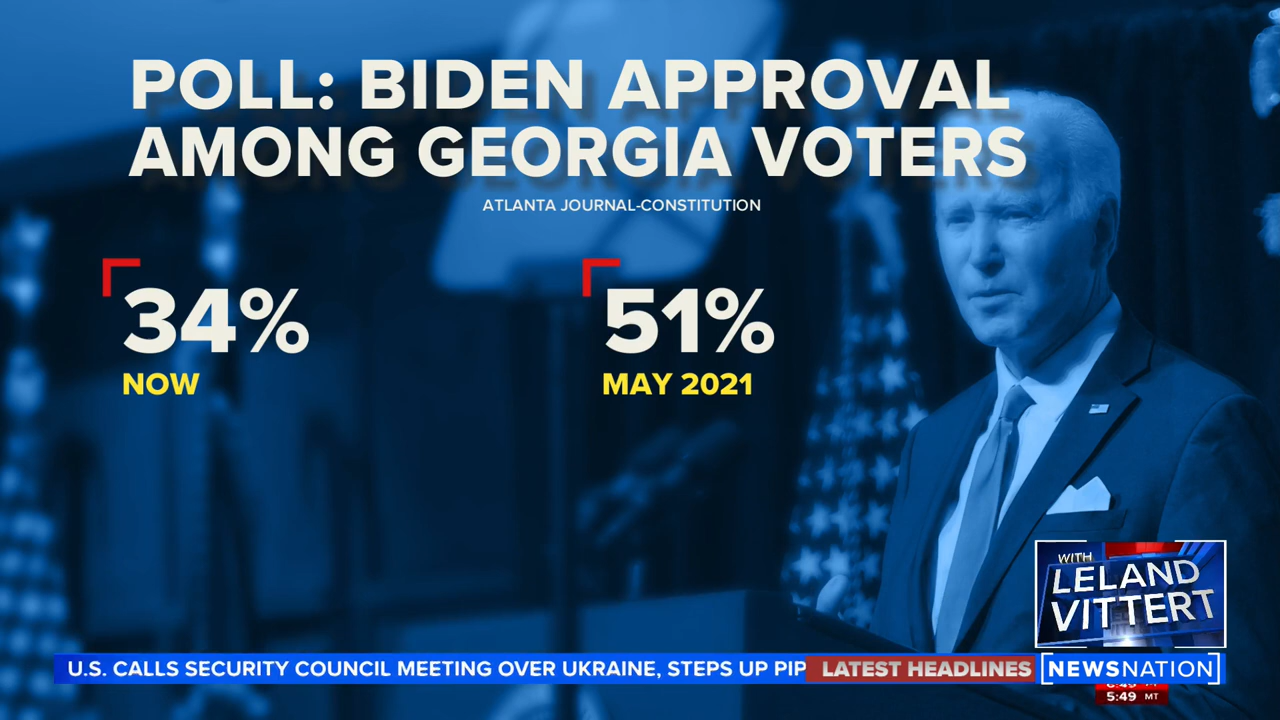 POLL: BIDEN APPROVAL
AMONG GEORGIA VOTERS
ATLANTA JOURNAL-CONSTITUTION
34%
NOW
51%
MAY 2021
WITH
LELAND
VITTERT
U.S. CALLS SECURITY COUNCIL MEETING OVER UKRAINE, STEPS UP
LATEST HEADLINES
NEWSNATION
5:49 MT